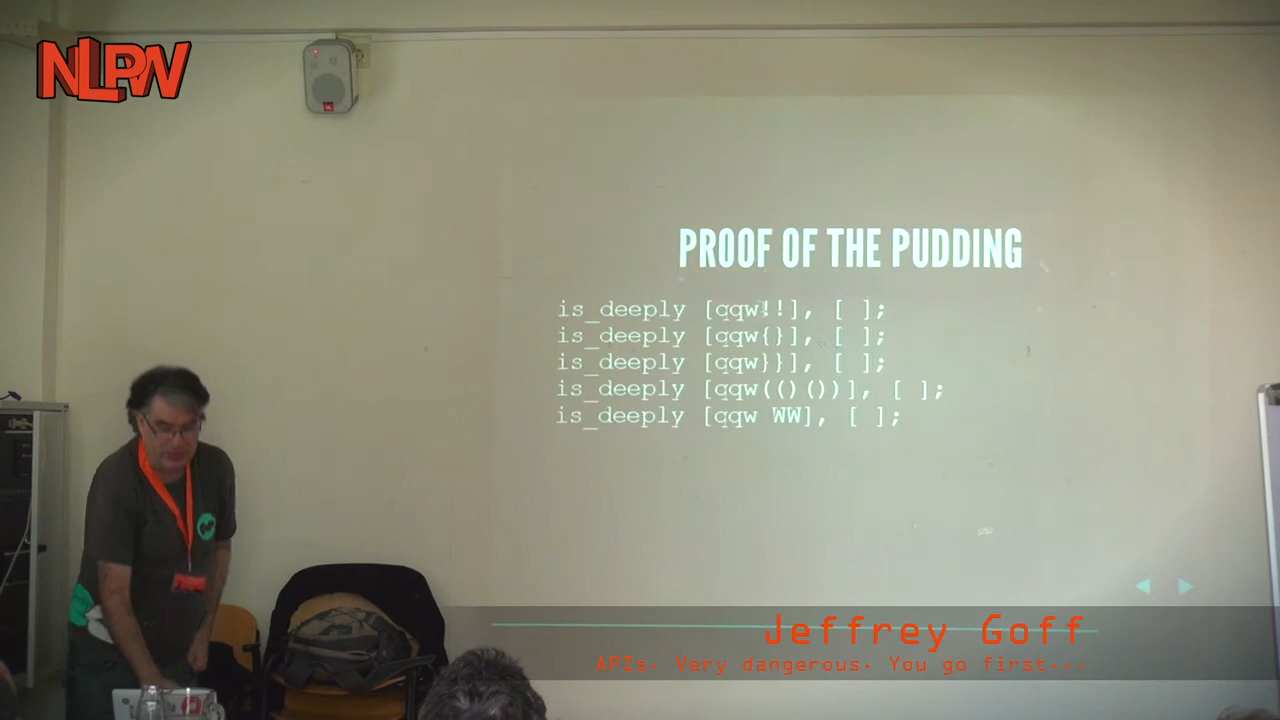 NLPW
PROOF OF THE PUDDING
is_deeply [qqw!!], [ ];
is_deeply [qqw{}], [ ];
is_deeply [qqw}}], [ ];
is_deeply [qqw(()())], [ ];
is_deeply [qqw WW], [ ];
Jeffrey Goff
APIs. Very dangerous. You go first...